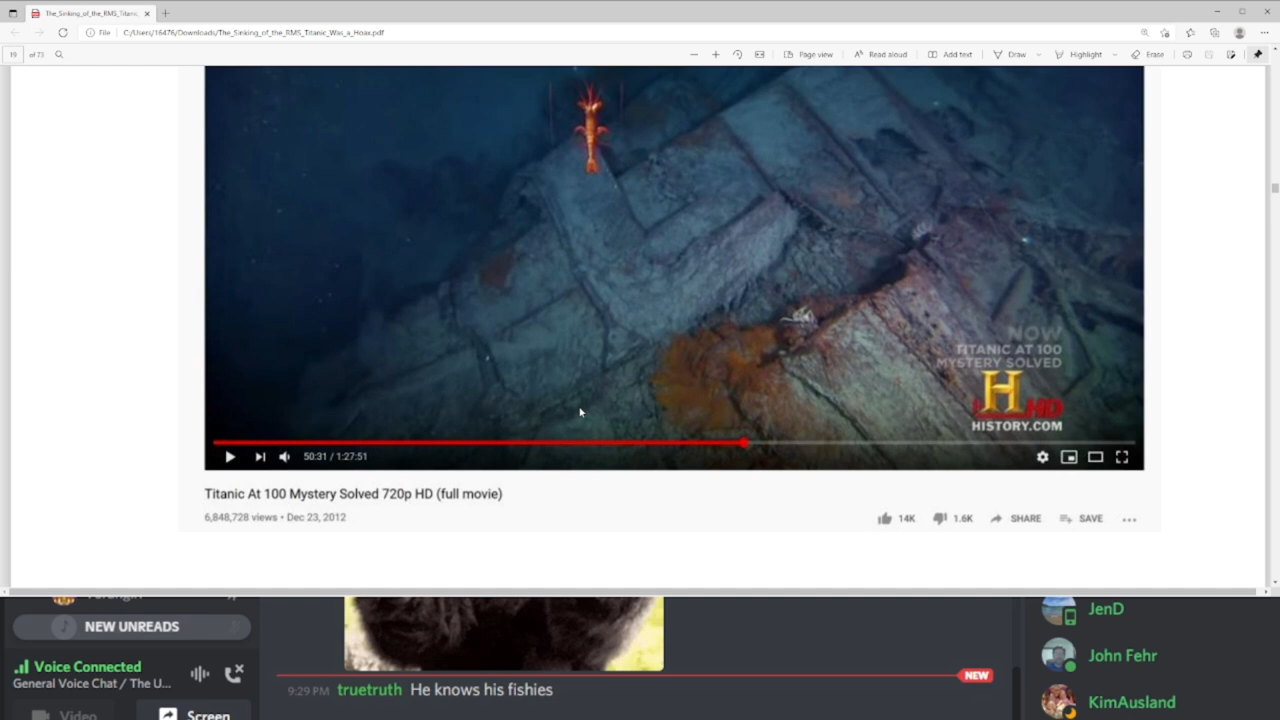 The_Sinking_of_the_RMS_Titanic_
File C:/Users/16476/Downloads/The_Sinking_of_the_RMS_Titanic_Was_a_Hoax.pdf
19 of 73 Page view Read aloud Add text Draw Highlight Erase
NOW
TITANIC AT 100
MYSTERY SOLVED
H HD
HISTORY.COM
50:31 / 1:27:51
Titanic At 100 Mystery Solved 720p HD (full movie)
6,848,728 views • Dec 23, 2012
14K 1.6K SHARE SAVE
NEW UNREADS
Voice Connected
General Voice Chat / The U...
Video Screen
NEW
9:29 PM truetruth He knows his fishies
JenD
John Fehr
KimAusland